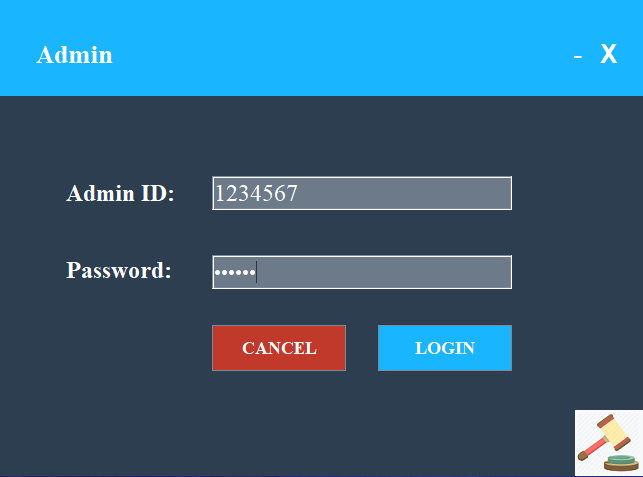 Admin - X
Admin ID: 1234567
Password: ••••••
CANCEL LOGIN